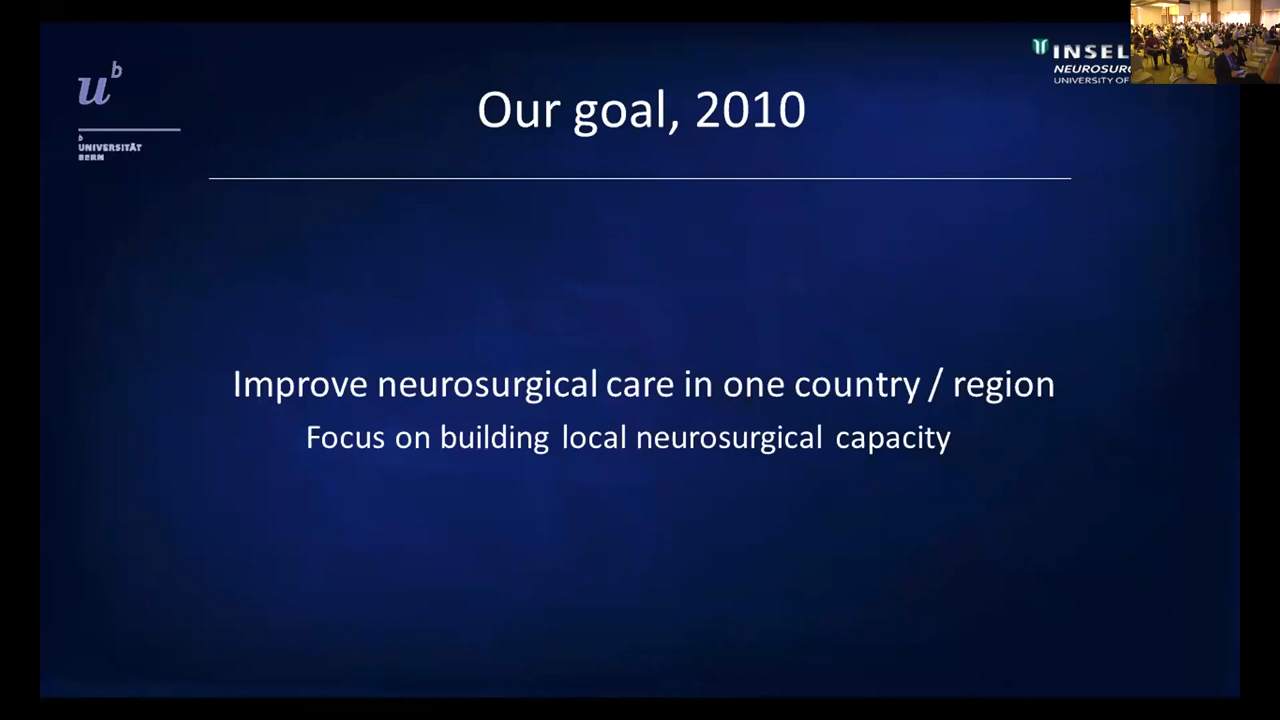 u
b
b
UNIVERSITÄT
BERN
INSEL
NEUROSUR
UNIVERSITY OF
Our goal, 2010
Improve neurosurgical care in one country / region
Focus on building local neurosurgical capacity